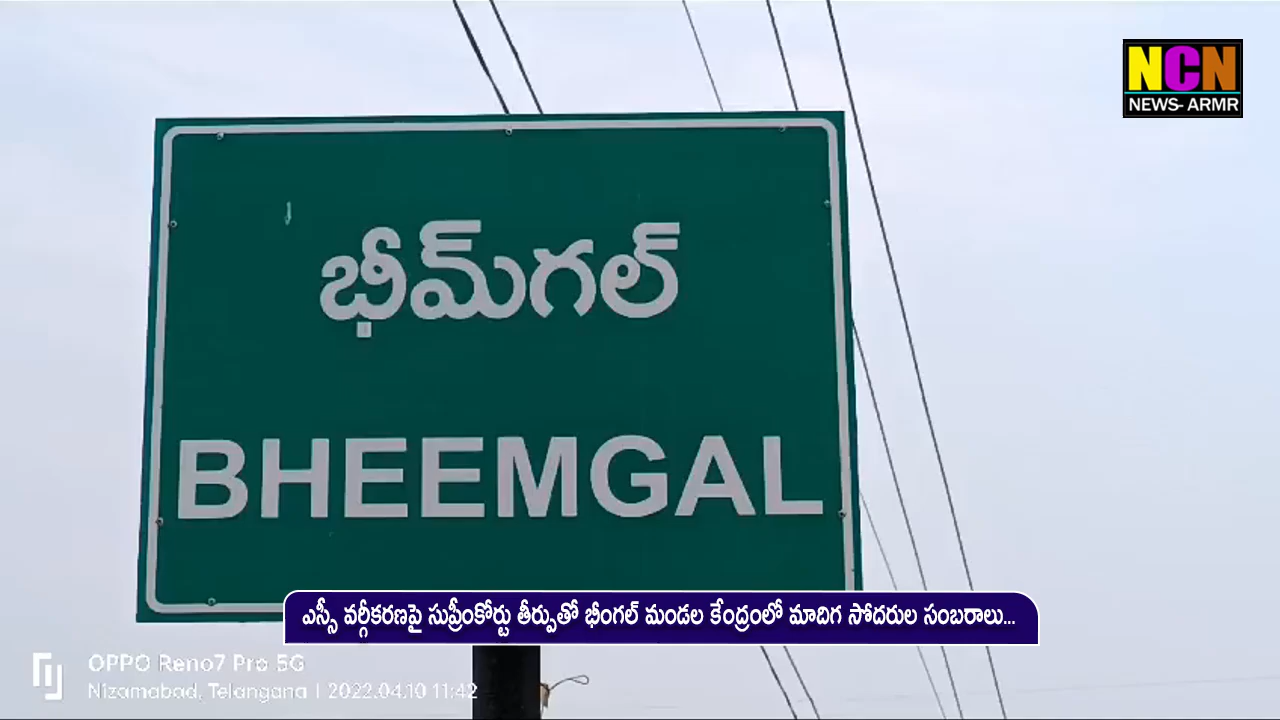 NCN
NEWS- ARMR
భీమ్‌గల్
BHEEMGAL
ఎస్సీ వర్గీకరణపై సుప్రీంకోర్టు తీర్పుతో భీంగల్ మండల కేంద్రంలో మాదిగ సోదరుల సంబరాలు...
OPPO Reno7 Pro 5G
Nizamabad, Telangana | 2022.04.10 11:42